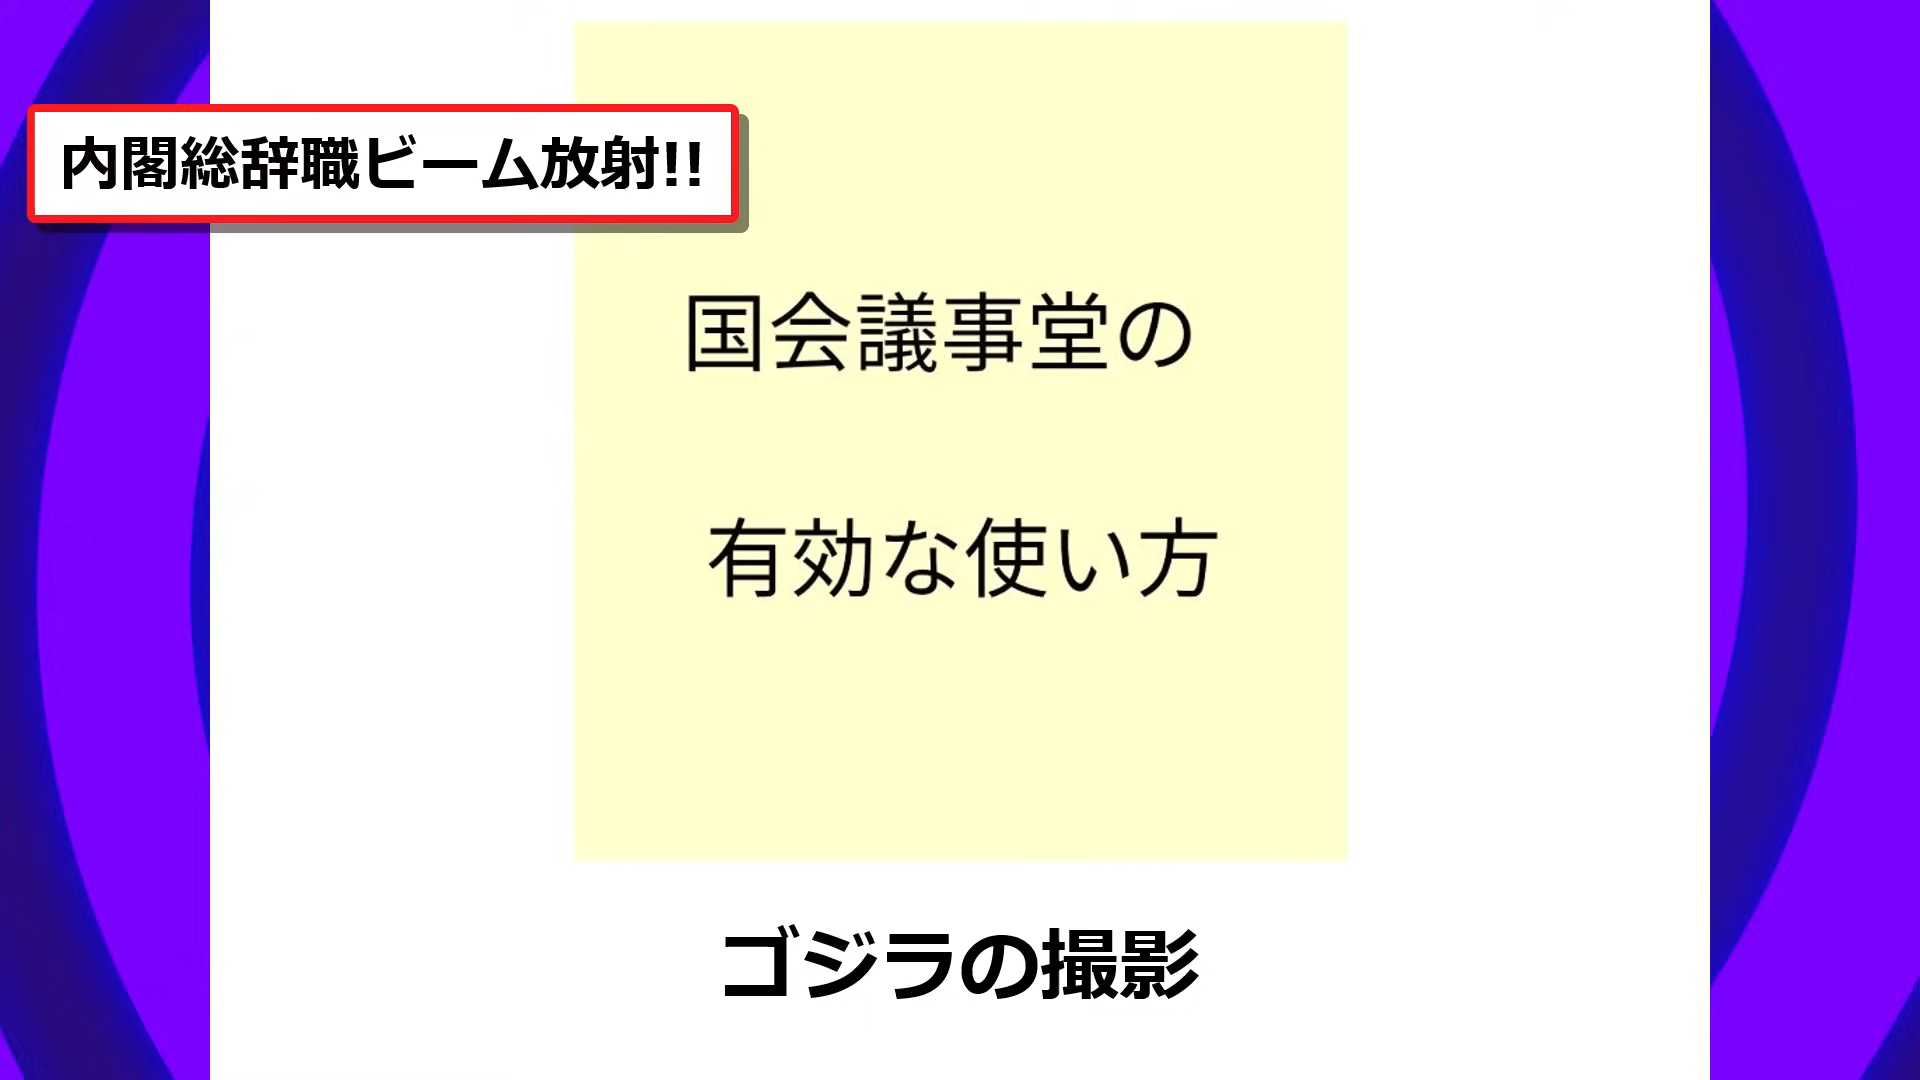 内閣総辞職ビーム放射!!
国会議事堂の
有効な使い方
ゴジラの撮影